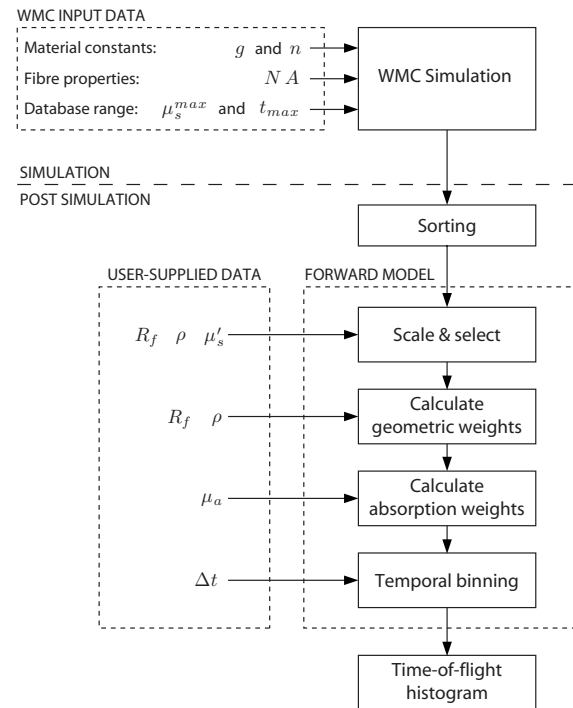 WMC INPUT DATA
Material constants: g and n
Fibre properties: N A
Database range: μ_s^{max} and t_{max}
WMC Simulation
SIMULATION
POST SIMULATION
Sorting
USER-SUPPLIED DATA
FORWARD MODEL
R_f ρ μ′_s
Scale & select
R_f ρ
Calculate
geometric weights
μ_a
Calculate
absorption weights
Δt
Temporal binning
Time-of-flight
histogram